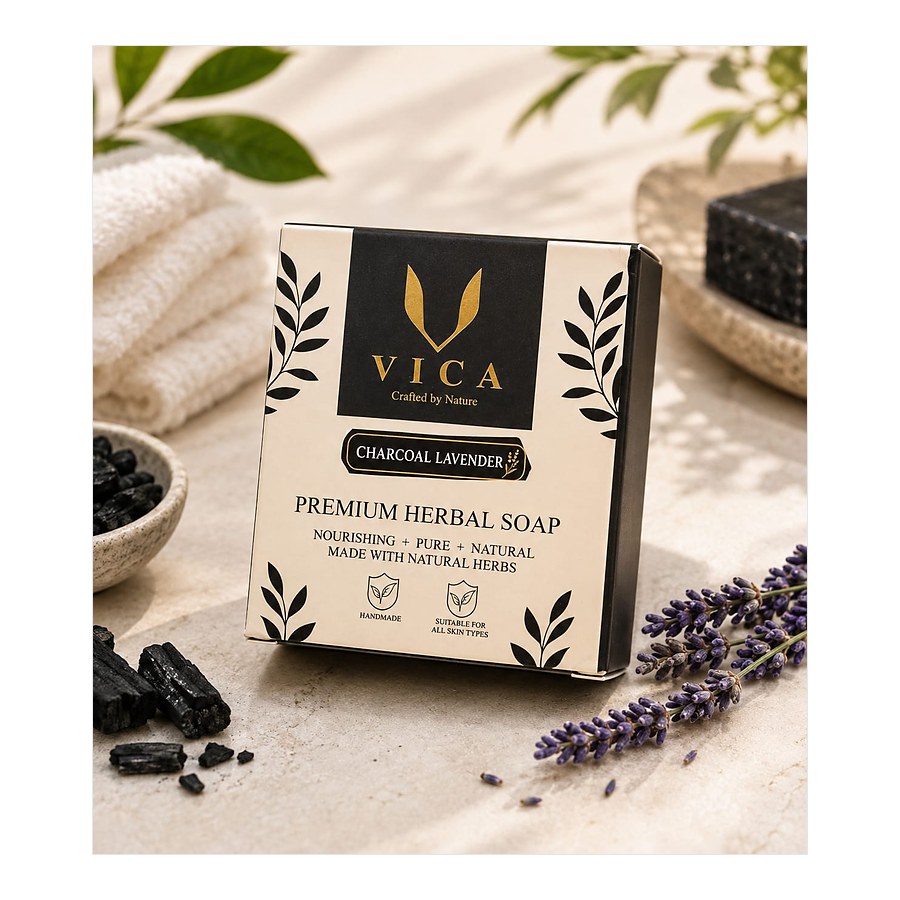 VICA
Crafted by Nature
CHARCOAL LAVENDER
PREMIUM HERBAL SOAP
NOURISHING + PURE + NATURAL
MADE WITH NATURAL HERBS
HANDMADE
SUITABLE FOR
ALL SKIN TYPES